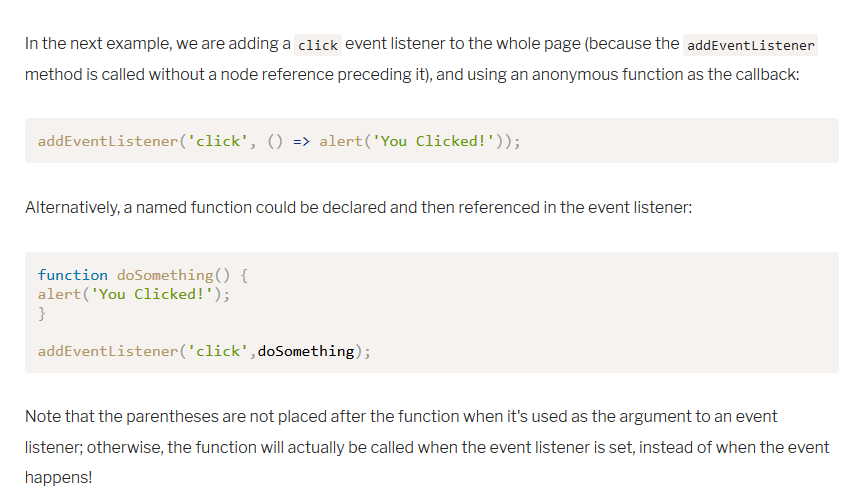 In the next example, we are adding a click event listener to the whole page (because the addEventListener
method is called without a node reference preceding it), and using an anonymous function as the callback:
addEventListener('click', () => alert('You Clicked!'));
Alternatively, a named function could be declared and then referenced in the event listener:
function doSomething() {
alert('You Clicked!');
}
addEventListener('click',doSomething);
Note that the parentheses are not placed after the function when it's used as the argument to an event
listener; otherwise, the function will actually be called when the event listener is set, instead of when the event
happens!